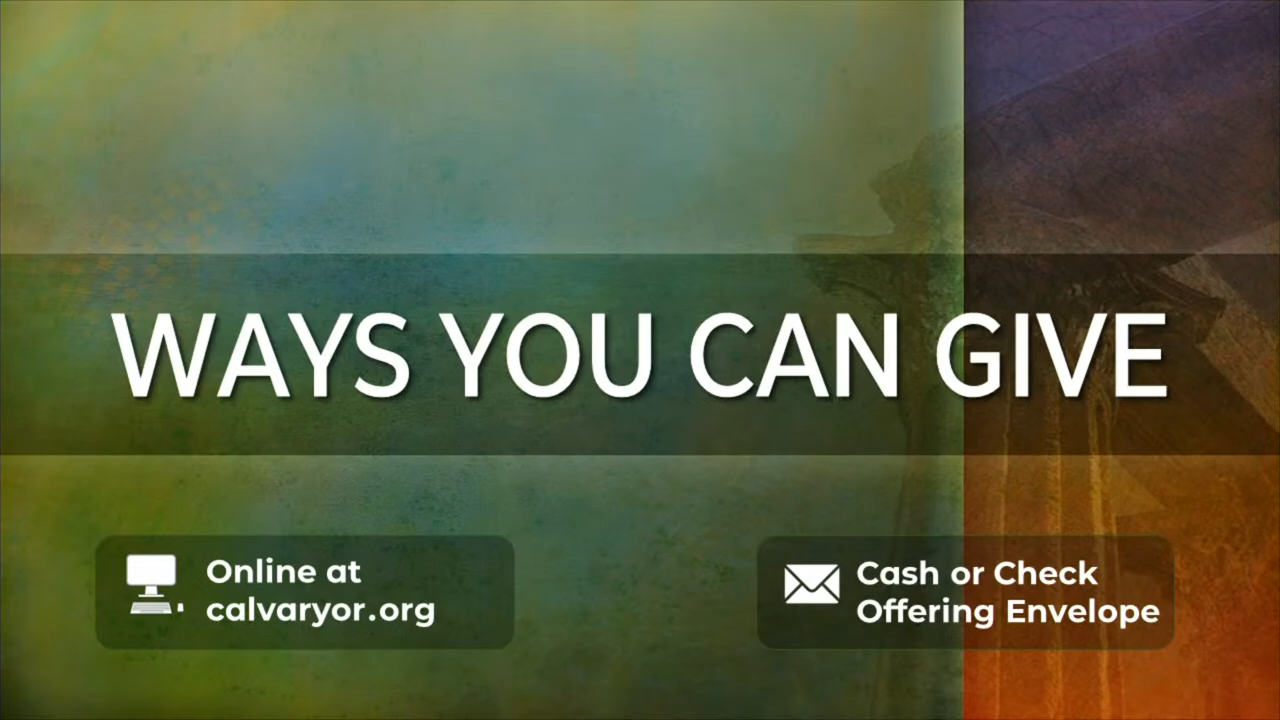 WAYS YOU CAN GIVE
Online at
calvaryor.org
Cash or Check
Offering Envelope